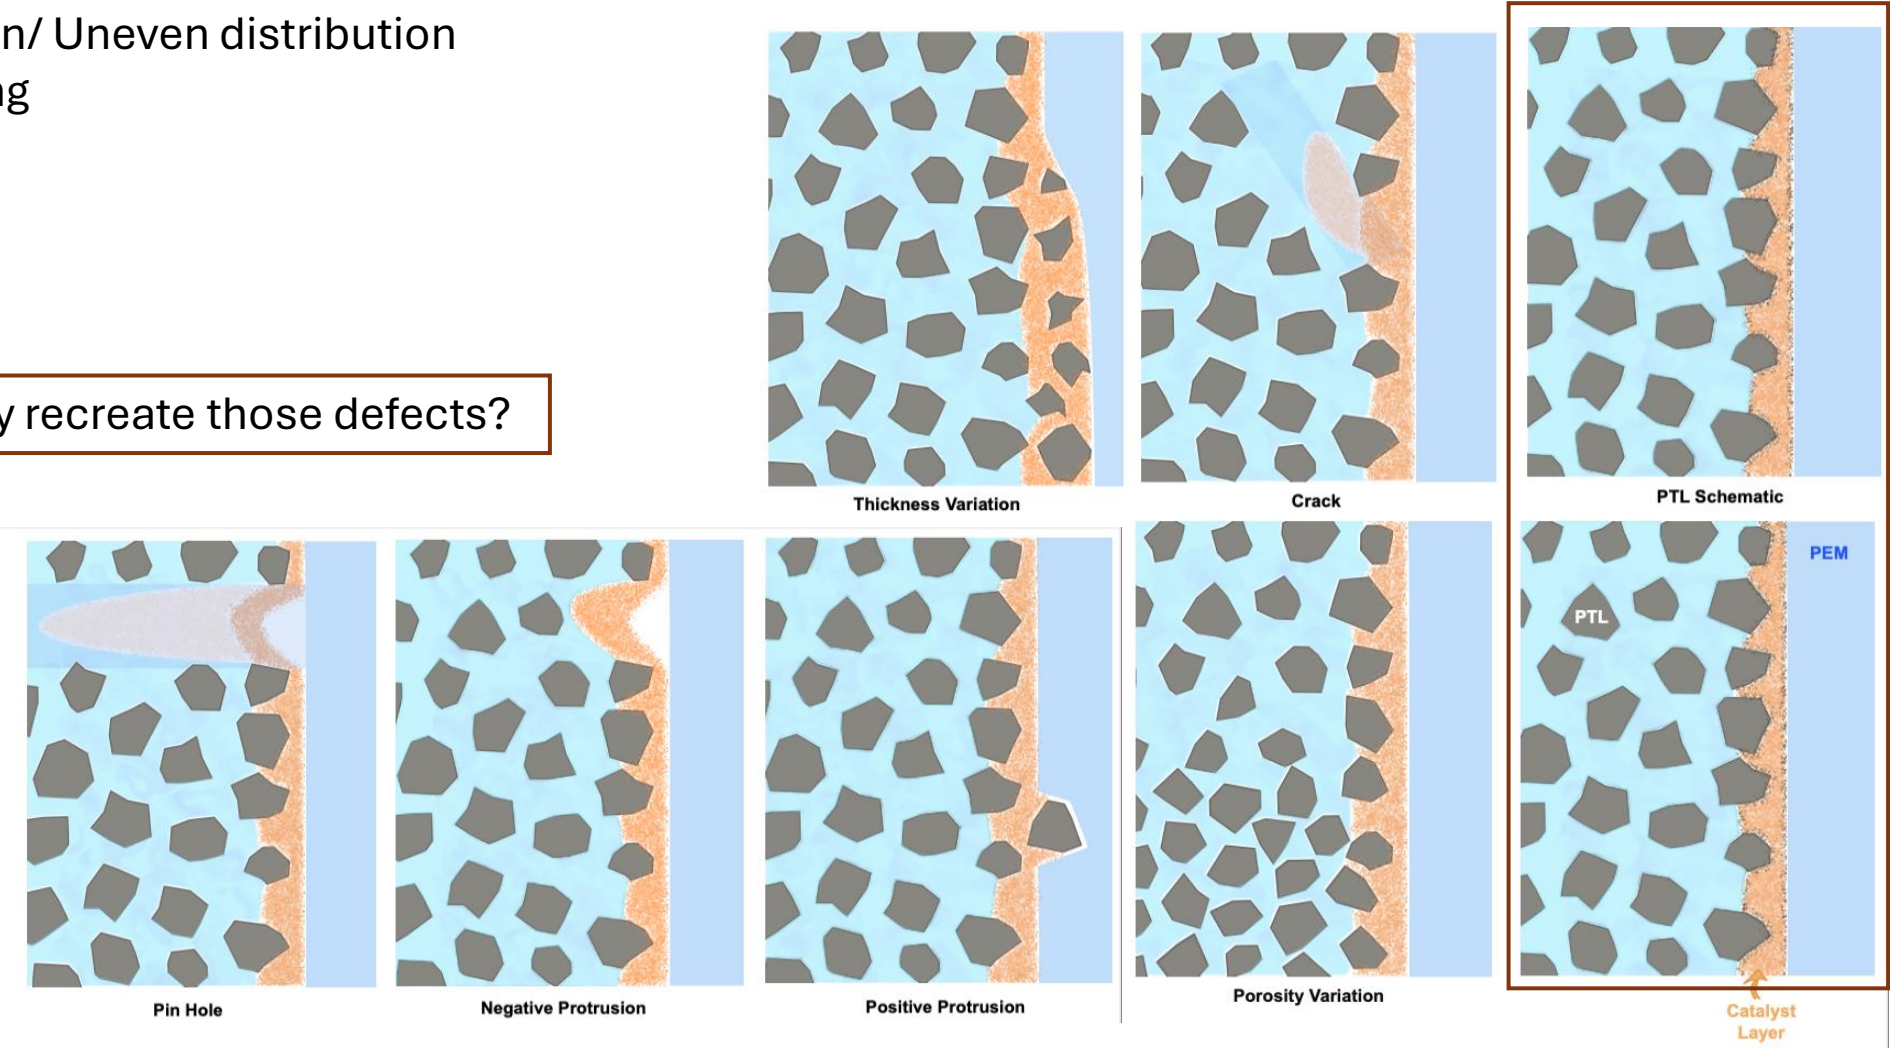 n/ Uneven distribution
ng
y recreate those defects?
Thickness Variation
Crack
PTL Schematic
PEM
PTL
Pin Hole
Negative Protrusion
Positive Protrusion
Porosity Variation
Catalyst
Layer